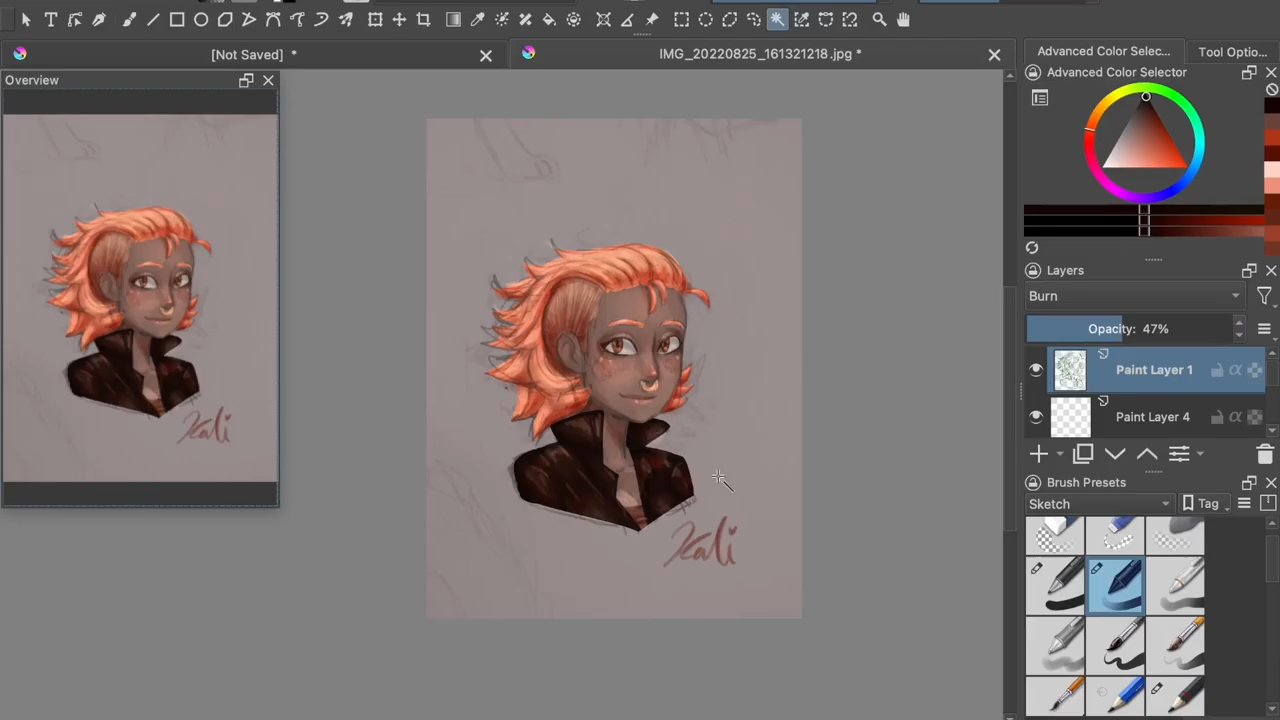 [Not Saved] *
IMG_20220825_161321218.jpg *
Advanced Color Selec...
Tool Optio...
Overview
Advanced Color Selector
Layers
Burn
Opacity: 47%
Paint Layer 1
Paint Layer 4
Brush Presets
Sketch
Tag
Kali